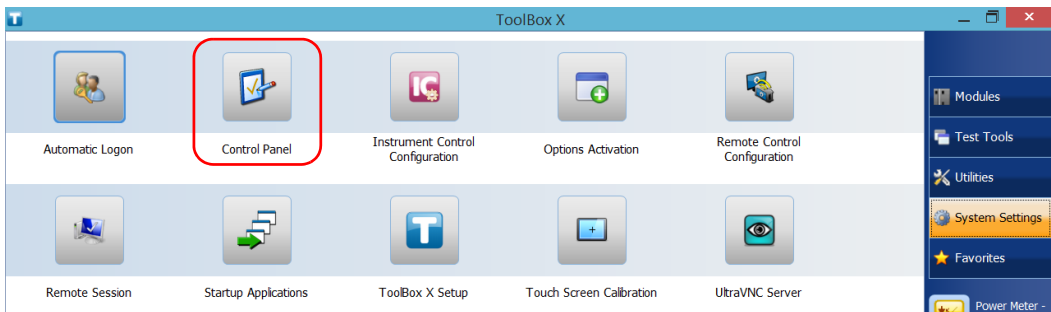 ToolBox X
Automatic Logon
Control Panel
Instrument Control
Configuration
Options Activation
Remote Control
Configuration
Remote Session
Startup Applications
ToolBox X Setup
Touch Screen Calibration
UltraVNC Server
Modules
Test Tools
Utilities
System Settings
Favorites
Power Meter -